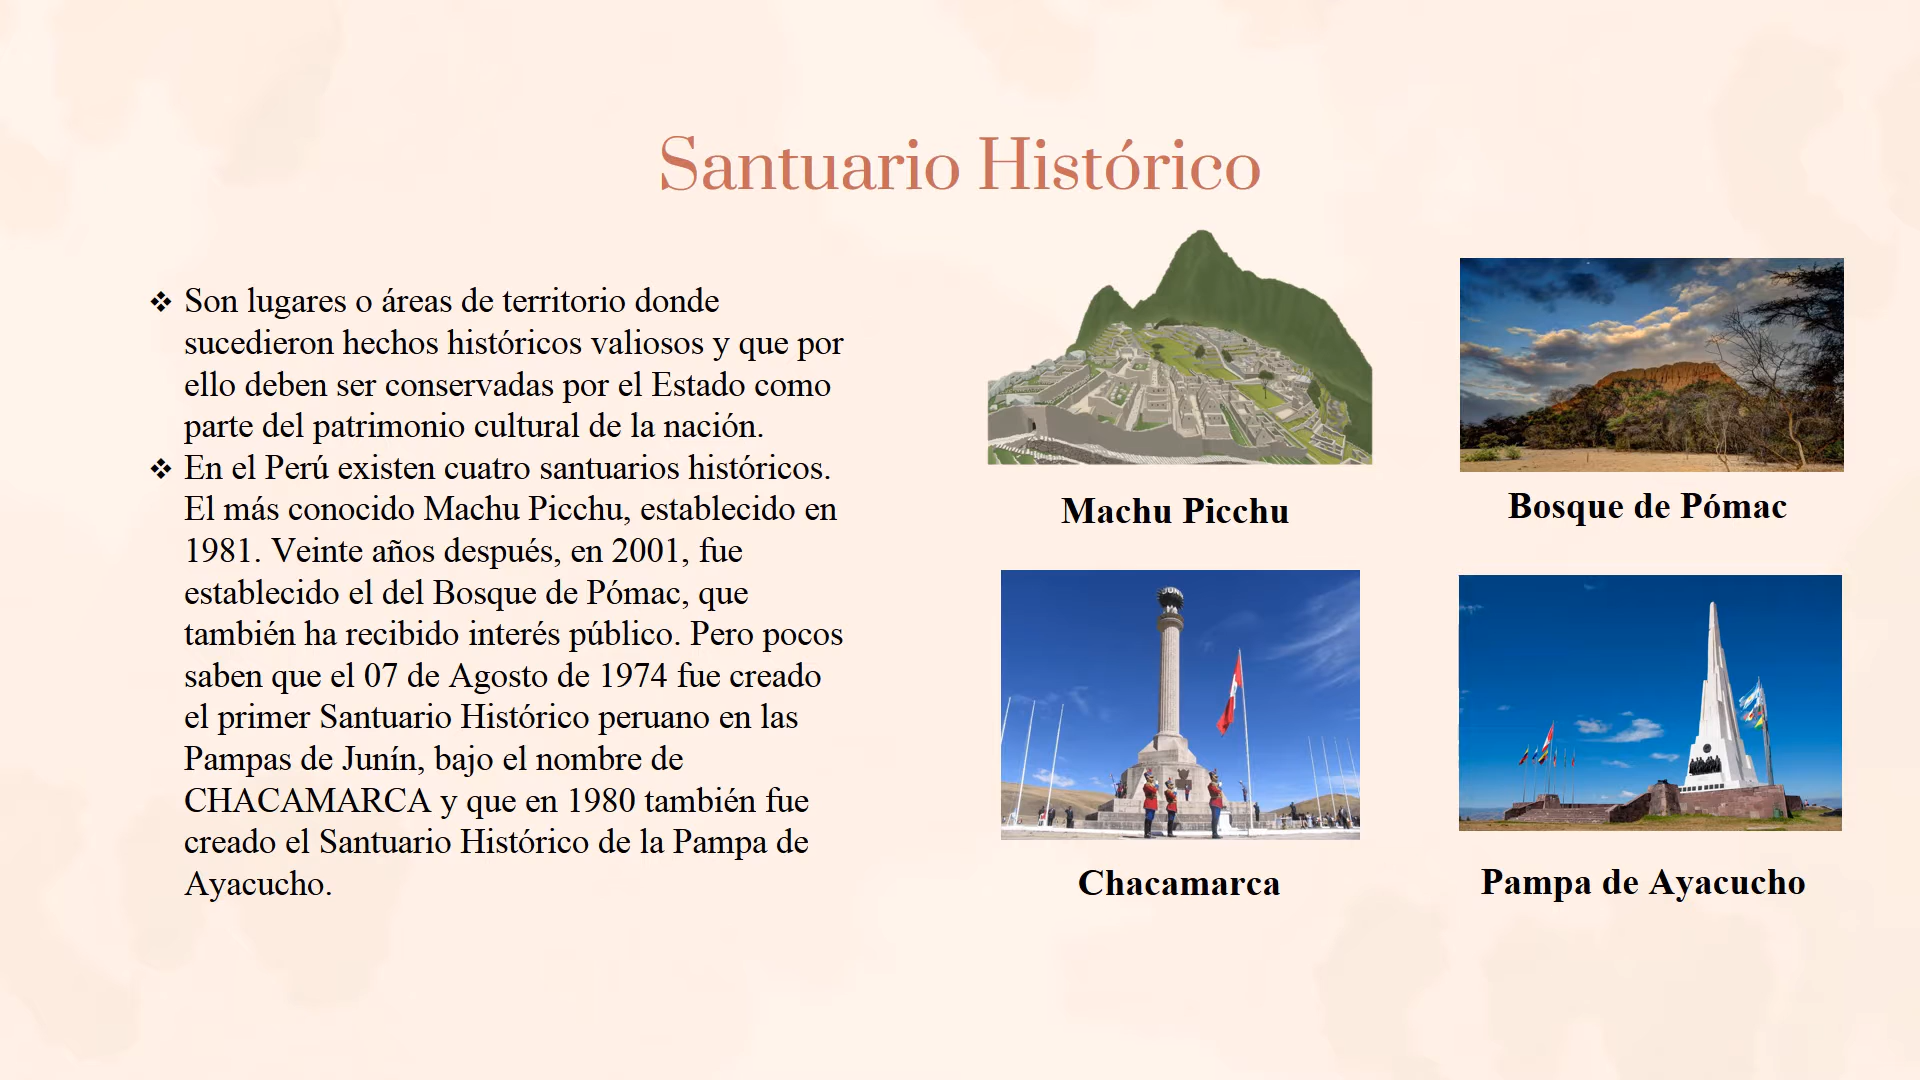 Santuario Histórico
❖ Son lugares o áreas de territorio donde
sucedieron hechos históricos valiosos y que por
ello deben ser conservadas por el Estado como
parte del patrimonio cultural de la nación.
❖ En el Perú existen cuatro santuarios históricos.
El más conocido Machu Picchu, establecido en
1981. Veinte años después, en 2001, fue
establecido el del Bosque de Pómac, que
también ha recibido interés público. Pero pocos
saben que el 07 de Agosto de 1974 fue creado
el primer Santuario Histórico peruano en las
Pampas de Junín, bajo el nombre de
CHACAMARCA y que en 1980 también fue
creado el Santuario Histórico de la Pampa de
Ayacucho.
Machu Picchu
Bosque de Pómac
Chacamarca
Pampa de Ayacucho